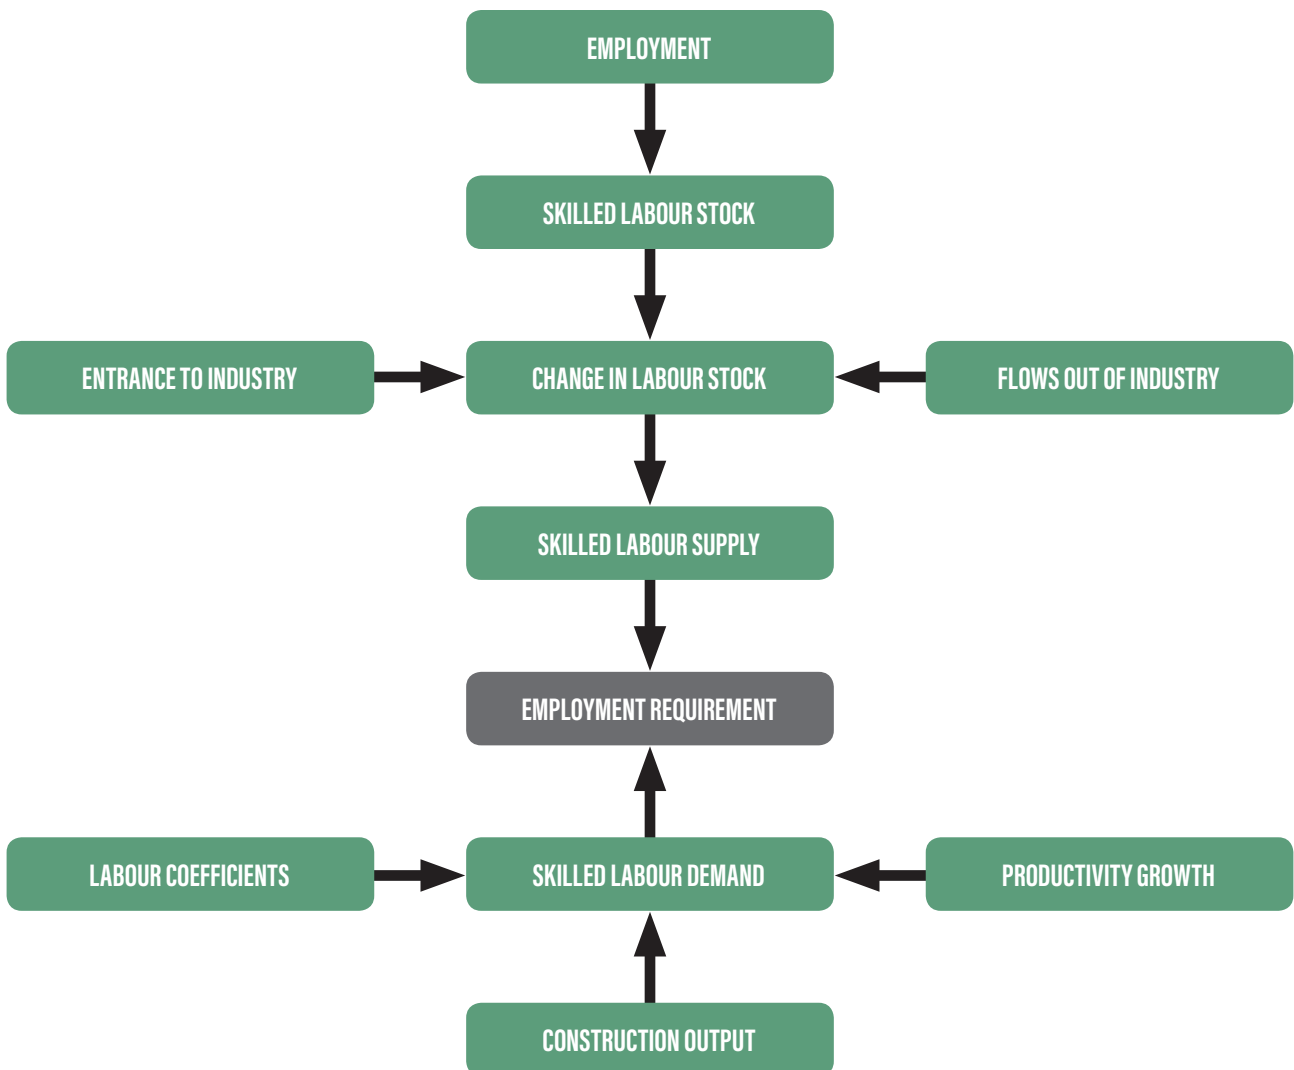 EMPLOYMENT
SKILLED LABOUR STOCK
ENTRANCE TO INDUSTRY
CHANGE IN LABOUR STOCK
FLOWS OUT OF INDUSTRY
SKILLED LABOUR SUPPLY
EMPLOYMENT REQUIREMENT
LABOUR COEFFICIENTS
SKILLED LABOUR DEMAND
PRODUCTIVITY GROWTH
CONSTRUCTION OUTPUT